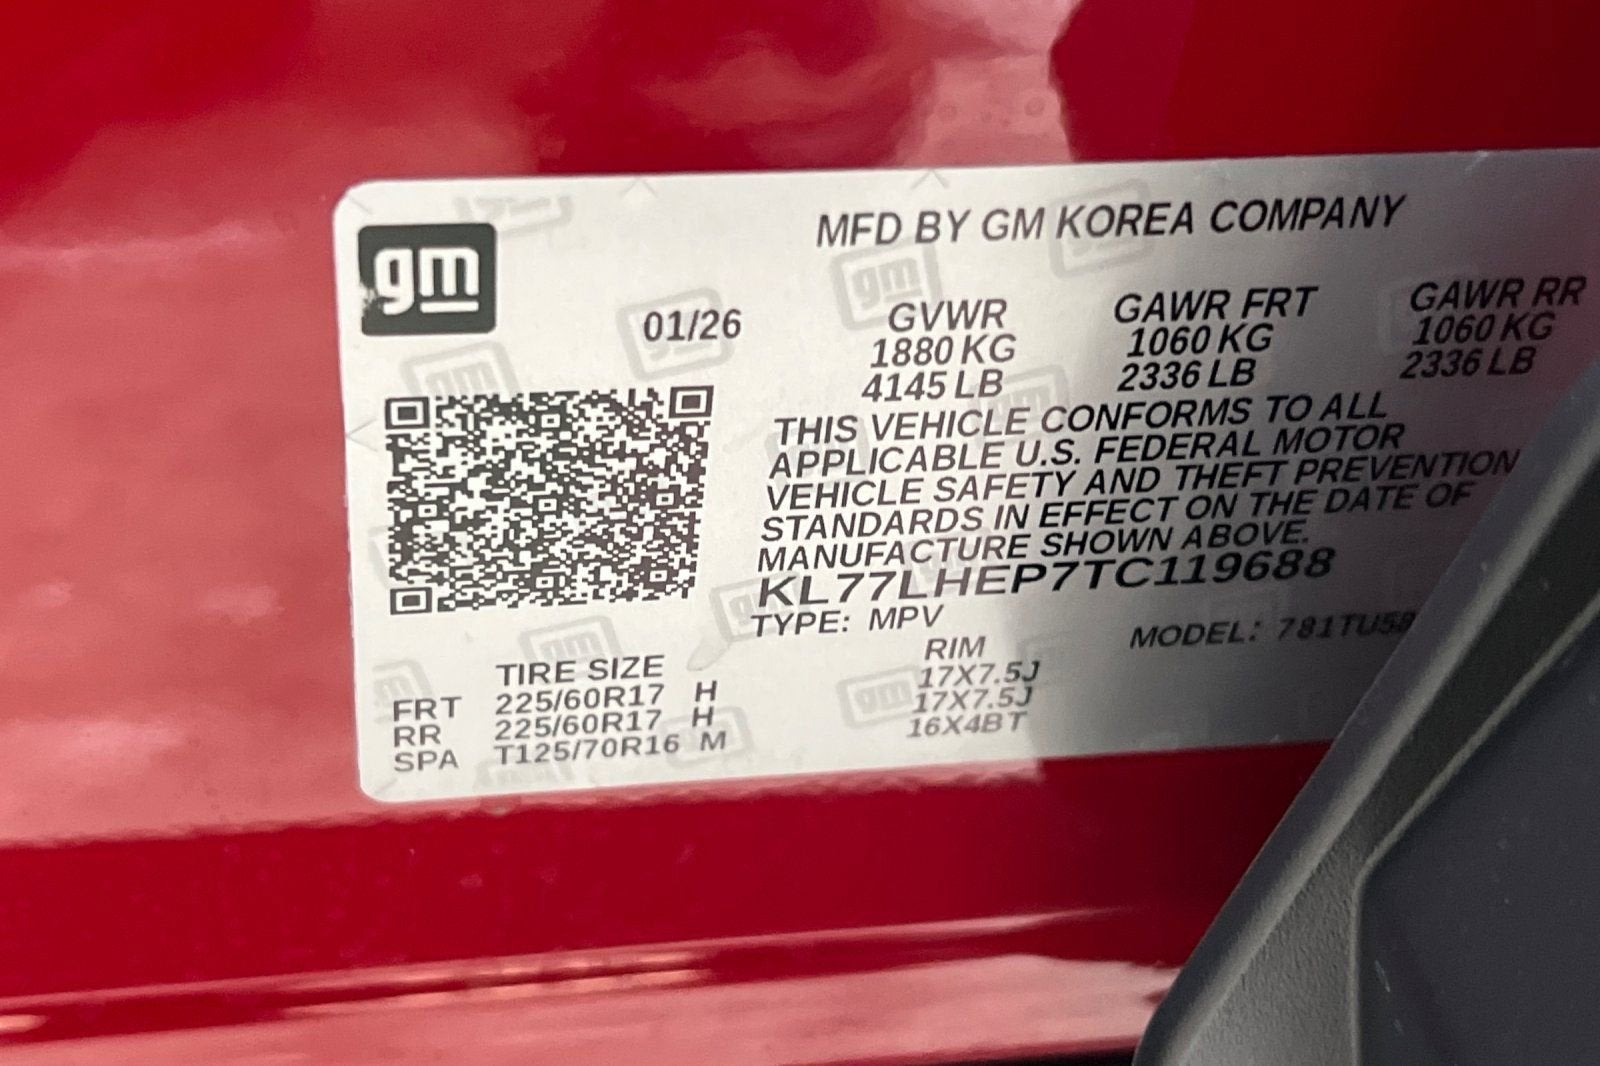 gm
MFD BY GM KOREA COMPANY
01/26
GVWR GAWR FRT GAWR RR
1880 KG 1060 KG 1060 KG
4145 LB 2336 LB 2336 LB
THIS VEHICLE CONFORMS TO ALL
APPLICABLE U.S. FEDERAL MOTOR
VEHICLE SAFETY AND THEFT PREVENTION
STANDARDS IN EFFECT ON THE DATE OF
MANUFACTURE SHOWN ABOVE.
KL77LHEP7TC119688
TYPE: MPV MODEL:
TIRE SIZE RIM
FRT 225/60R17 H 17X7.5J
RR 225/60R17 H 17X7.5J
SPA T125/70R16 M 16X4BT